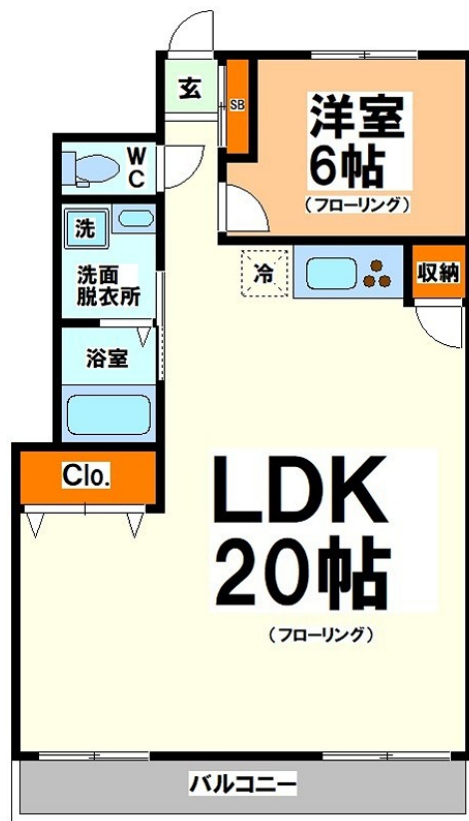 玄
SB
洋室
6帖
(フローリング)
W
C
洗
洗面
脱衣所
冷
収納
浴室
Clo.
LDK
20帖
(フローリング)
バルコニー